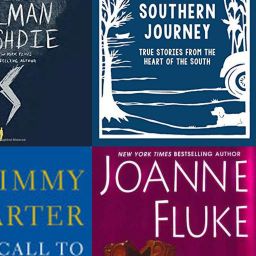 LMAN
SHDIE
SOUTHERN
JOURNEY
TRUE STORIES FROM THE
HEART OF THE SOUTH
IMMY
ARTER
CALL TO
NEW YORK TIMES BESTSELLING AUTHOR
JOANNE
FLUKE